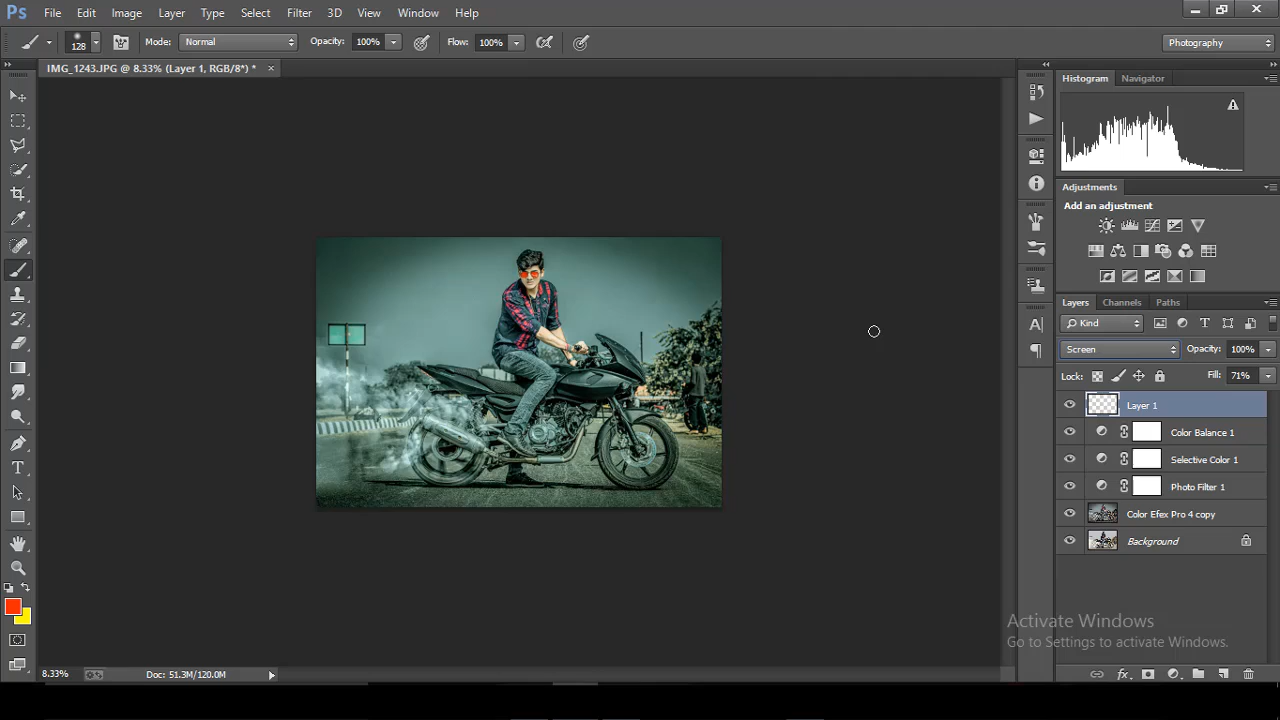 Ps File Edit Image Layer Type Select Filter 3D View Window Help
128 Mode: Normal Opacity: 100% Flow: 100% Photography
IMG_1243.JPG @ 8.33% (Layer 1, RGB/8*) * ×
Histogram Navigator
Adjustments
Add an adjustment
Layers Channels Paths
Kind
Screen Opacity: 100%
Lock: Fill: 71%
Layer 1
Color Balance 1
Selective Color 1
Photo Filter 1
Color Efex Pro 4 copy
Background
Activate Windows
Go to Settings to activate Windows.
8.33% Doc: 51.3M/120.0M